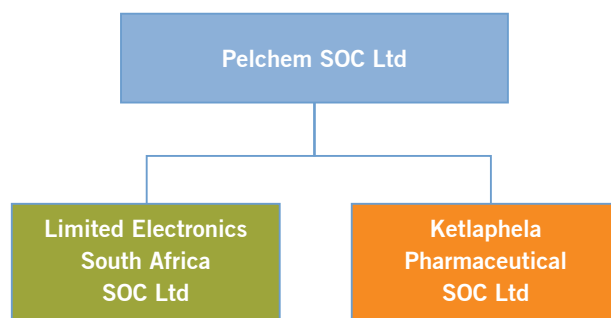 Pelchem SOC Ltd
Limited Electronics
South Africa
SOC Ltd
Ketlaphela
Pharmaceutical
SOC Ltd